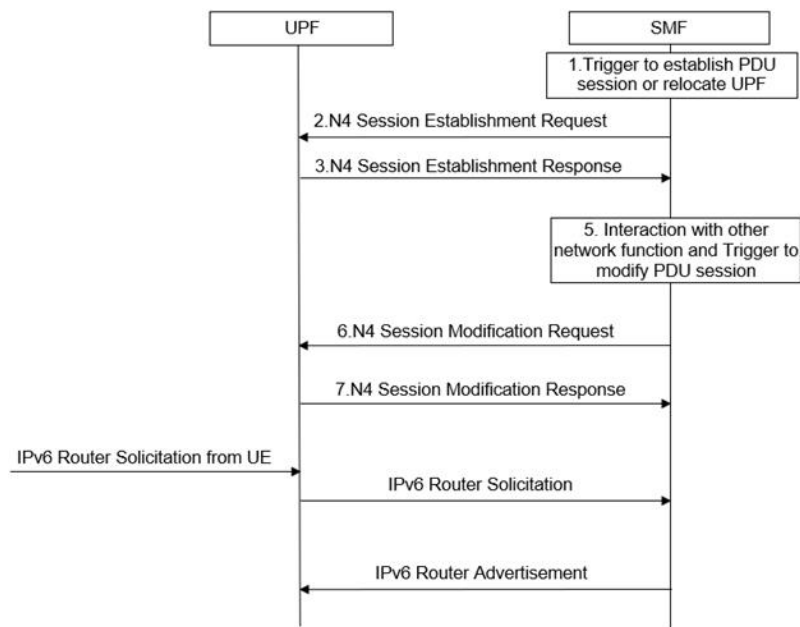 UPF
SMF
1.Trigger to establish PDU
session or relocate UPF
2.N4 Session Establishment Request
3.N4 Session Establishment Response
5. Interaction with other
network function and Trigger to
modify PDU session
6.N4 Session Modification Request
7.N4 Session Modification Response
IPv6 Router Solicitation from UE
IPv6 Router Solicitation
IPv6 Router Advertisement